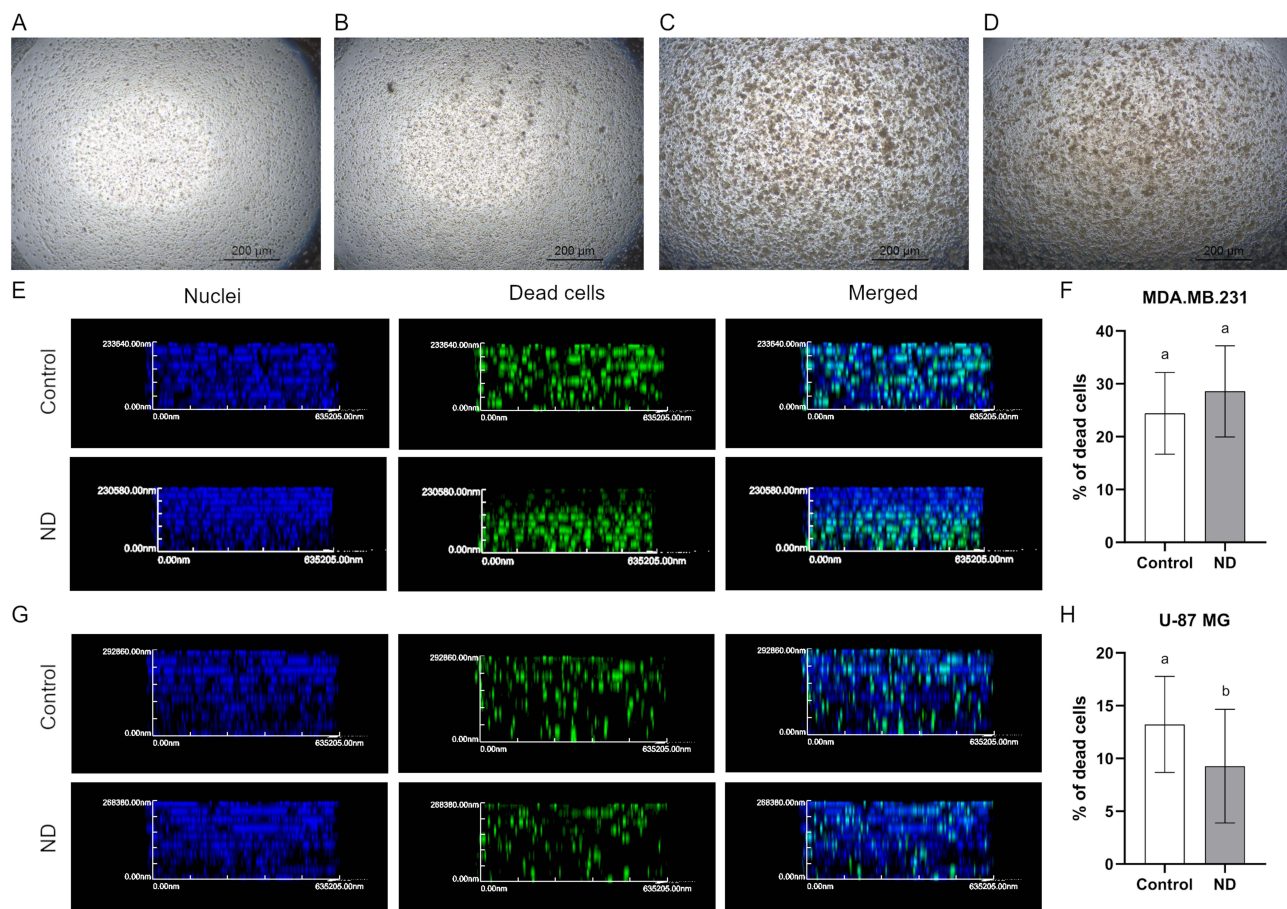 A
B
C
D
200 µm
200 µm
200 µm
200 µm
E
Nuclei
Dead cells
Merged
Control
233640.00nm
0.00nm
0.00nm
635205.00nm
233640.00nm
0.00nm
0.00nm
635205.00nm
233640.00nm
0.00nm
0.00nm
635205.00nm
ND
230580.00nm
0.00nm
0.00nm
635205.00nm
230580.00nm
0.00nm
0.00nm
635205.00nm
230580.00nm
0.00nm
0.00nm
635205.00nm
F
MDA.MB.231
% of dead cells
40
30
20
10
0
a
a
Control
ND
G
Control
292860.00nm
0.00nm
0.00nm
635205.00nm
292860.00nm
0.00nm
0.00nm
635205.00nm
292860.00nm
0.00nm
0.00nm
635205.00nm
ND
268380.00nm
0.00nm
0.00nm
635205.00nm
268380.00nm
0.00nm
0.00nm
635205.00nm
268380.00nm
0.00nm
0.00nm
635205.00nm
H
U-87 MG
% of dead cells
20
15
10
5
0
a
b
Control
ND